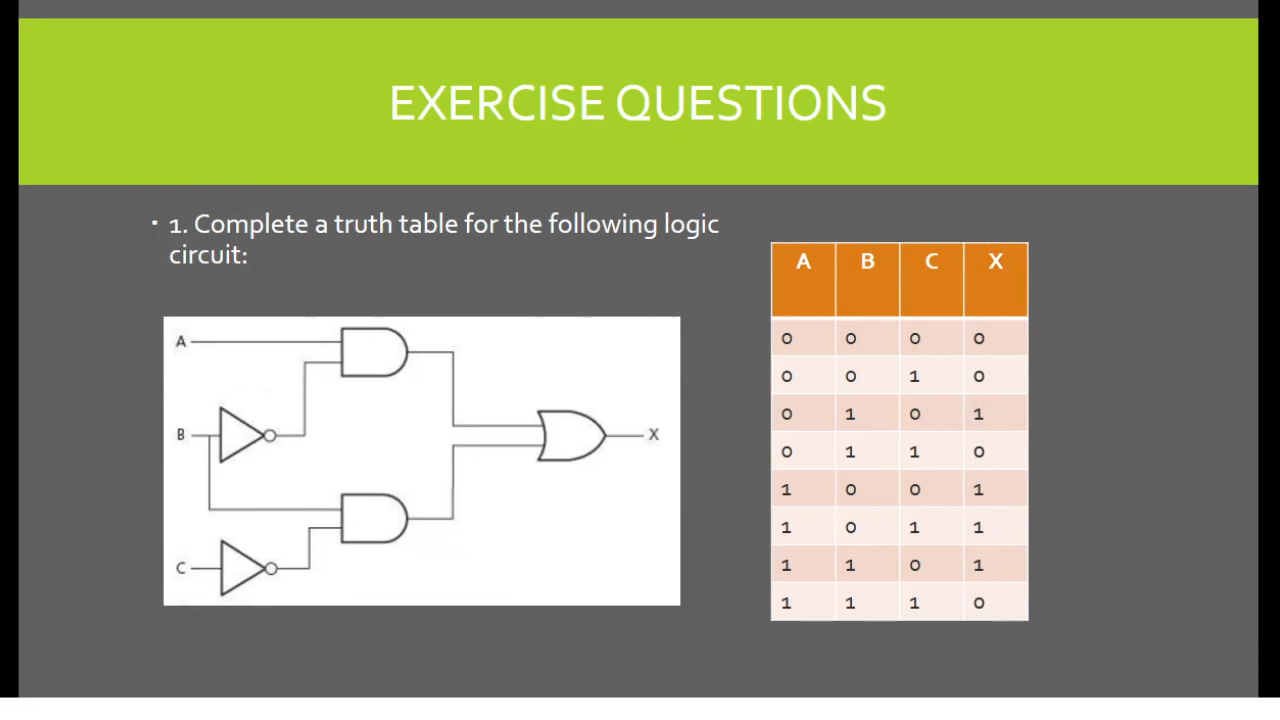 EXERCISE QUESTIONS
▪ 1. Complete a truth table for the following logic
circuit:
A B C X
0 0 0 0
0 0 1 0
0 1 0 1
0 1 1 0
1 0 0 1
1 0 1 1
1 1 0 1
1 1 1 0
A
B
X
C